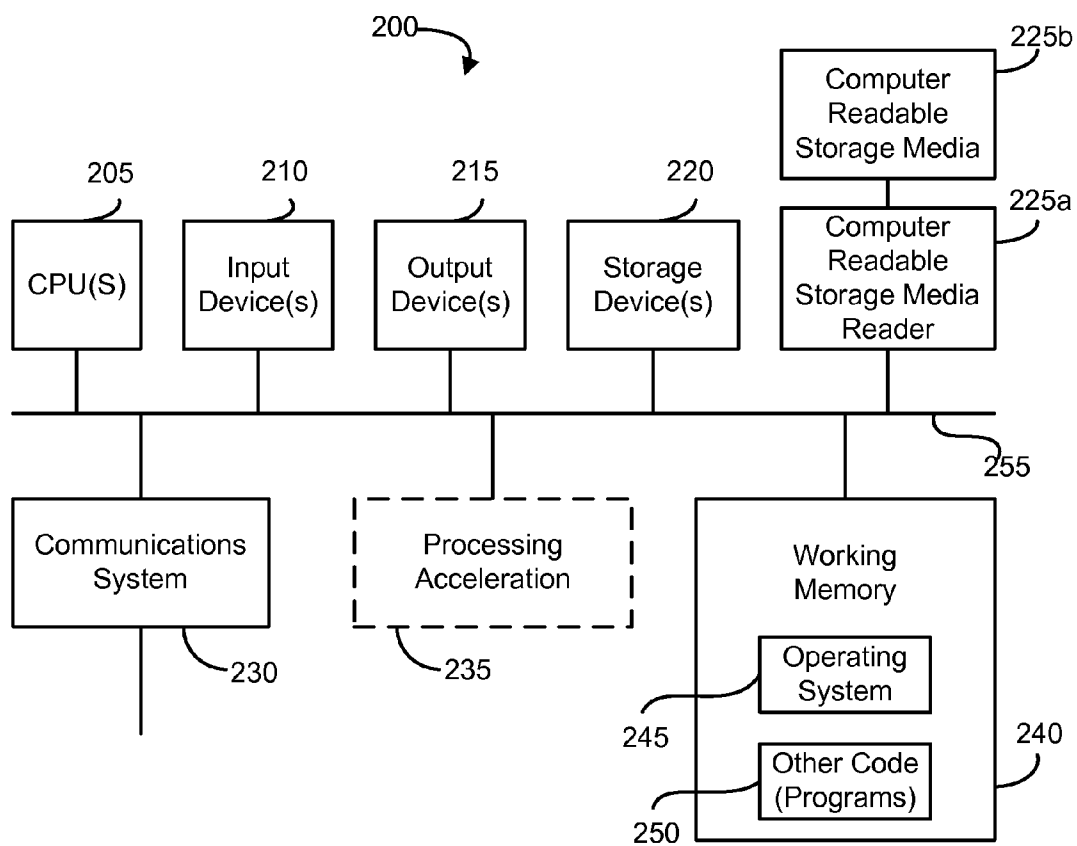 200
225b
Computer
Readable
Storage Media
205
210
215
220
225a
CPU(S)
Input
Device(s)
Output
Device(s)
Storage
Device(s)
Computer
Readable
Storage Media
Reader
255
Communications
System
Processing
Acceleration
Working
Memory
230
235
Operating
System
245
240
Other Code
(Programs)
250